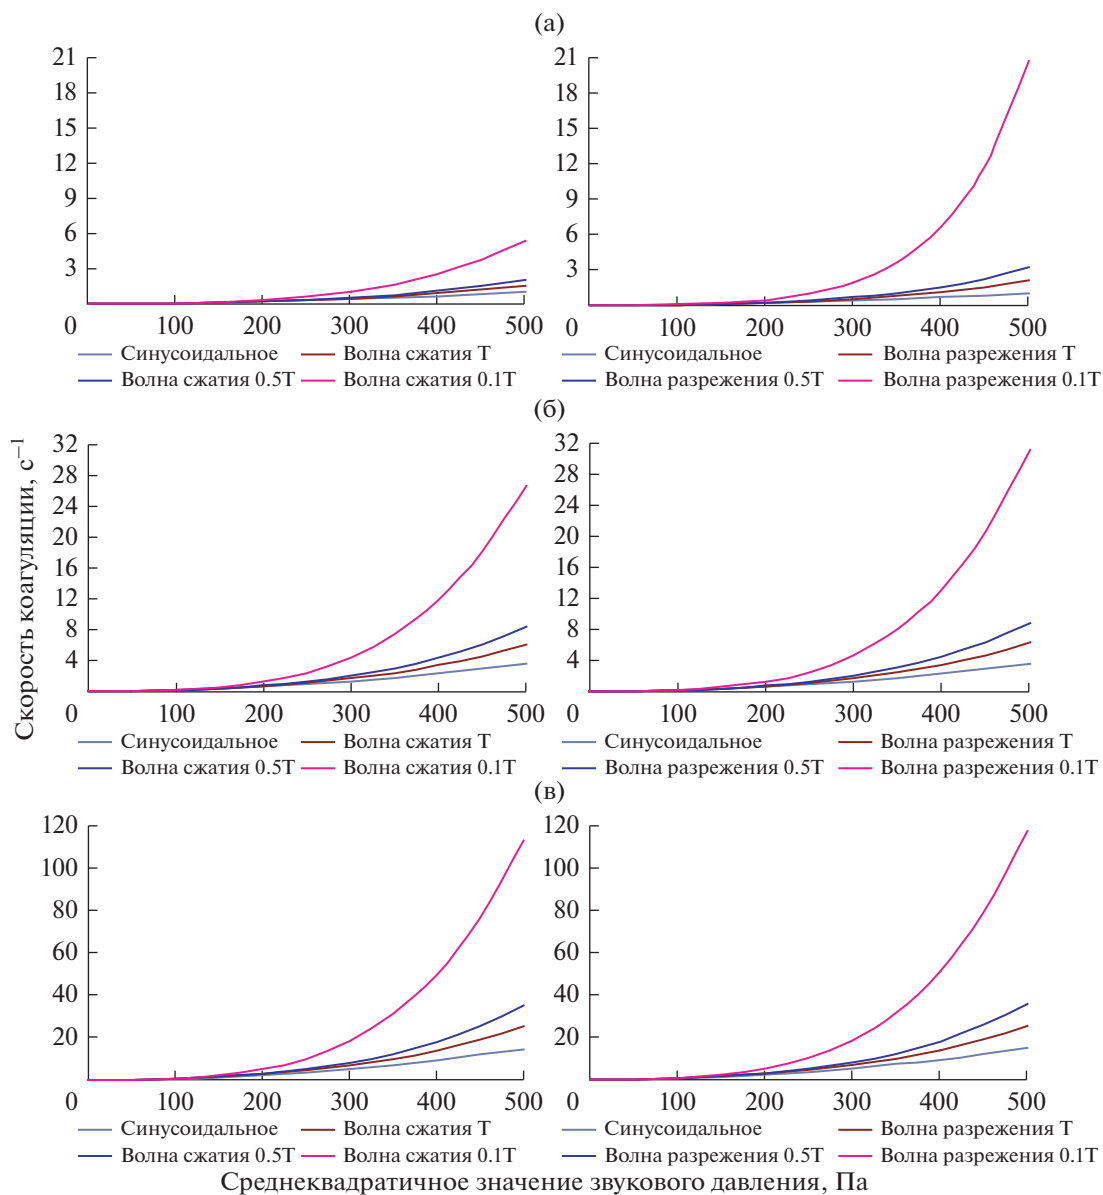 (а)
21
18
15
12
9
6
3
0 100 200 300 400 500
Синусоидальное Волна сжатия T
Волна сжатия 0.5T Волна сжатия 0.1T
21
18
15
12
9
6
3
0 100 200 300 400 500
Синусоидальное Волна разрежения T
Волна разрежения 0.5T Волна разрежения 0.1T
(б)
Скорость коагуляции, с⁻¹
32
28
24
20
16
12
8
4
0 100 200 300 400 500
Синусоидальное Волна сжатия T
Волна сжатия 0.5T Волна сжатия 0.1T
32
28
24
20
16
12
8
4
0 100 200 300 400 500
Синусоидальное Волна разрежения T
Волна разрежения 0.5T Волна разрежения 0.1T
(в)
120
100
80
60
40
20
0 100 200 300 400 500
Синусоидальное Волна сжатия T
Волна сжатия 0.5T Волна сжатия 0.1T
120
100
80
60
40
20
0 100 200 300 400 500
Синусоидальное Волна разрежения T
Волна разрежения 0.5T Волна разрежения 0.1T
Среднеквадратичное значение звукового давления, Па